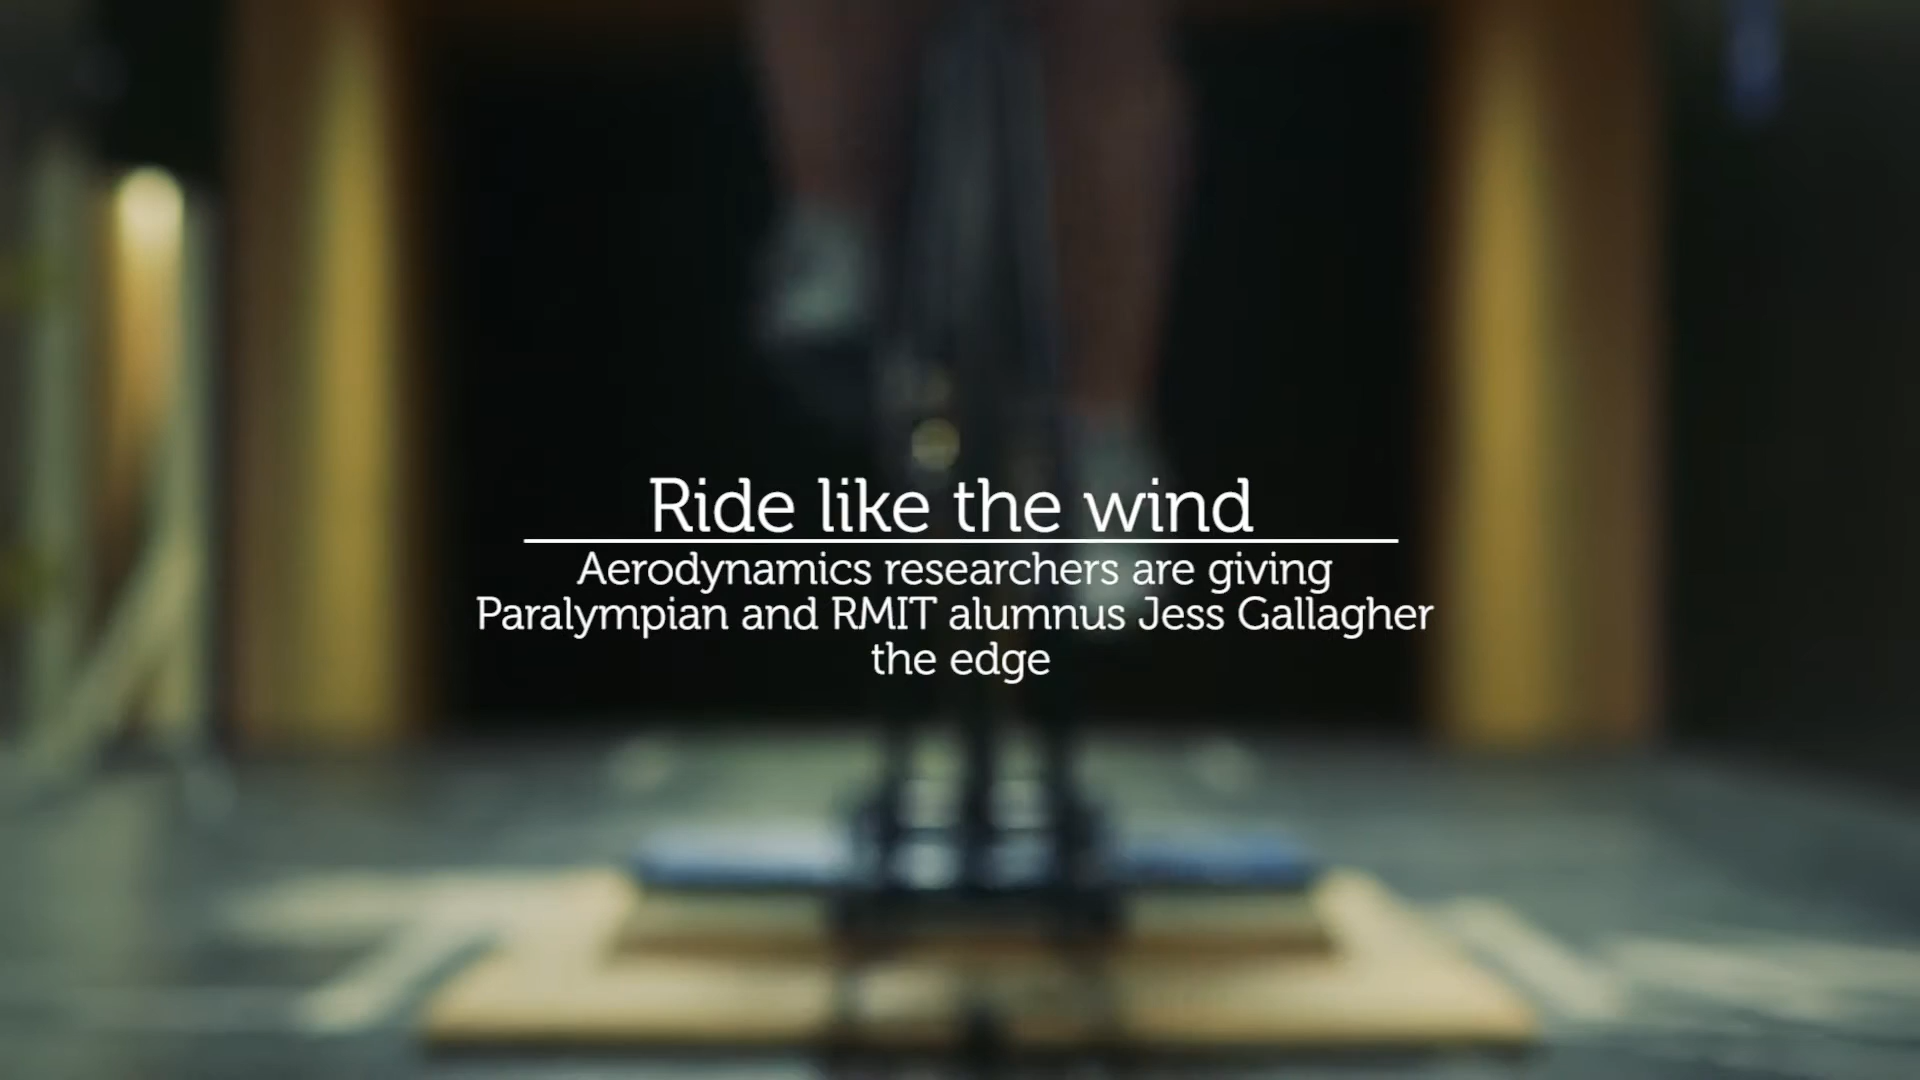 Ride like the wind
Aerodynamics researchers are giving
Paralympian and RMIT alumnus Jess Gallagher
the edge